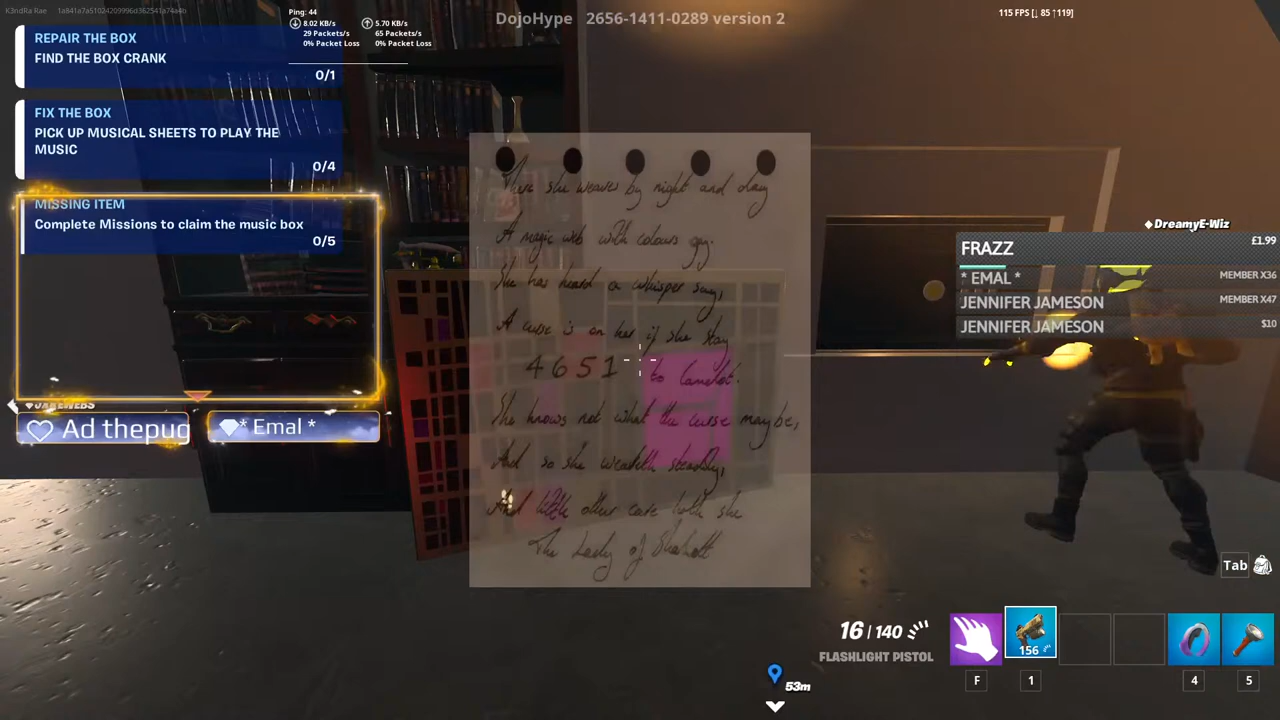 K3ndRa Rae
Ping: 44
8.02 KB/s 5.70 KB/s
29 Packets/s 65 Packets/s
0% Packet Loss 0% Packet Loss
DojoHype 2656-1411-0289 version 2
115 FPS [↓ 85 ↑119]
REPAIR THE BOX
FIND THE BOX CRANK
0/1
FIX THE BOX
PICK UP MUSICAL SHEETS TO PLAY THE
MUSIC
0/4
MISSING ITEM
Complete Missions to claim the music box
0/5
Ad thepug
* Emal *
There she weaves by night and day
A magic web with colours gay.
She has heard a whisper say,
A curse is on her if she stay
4651 to Camelot.
She knows not what the curse maybe,
And so she weaveth steadily,
And little other care hath she
The Lady of Shalott
DreamyE-Wiz
FRAZZ £1.99
* EMAL * MEMBER X36
JENNIFER JAMESON MEMBER X47
JENNIFER JAMESON $10
Tab
16 / 140
FLASHLIGHT PISTOL
156
F 1 4 5
53m